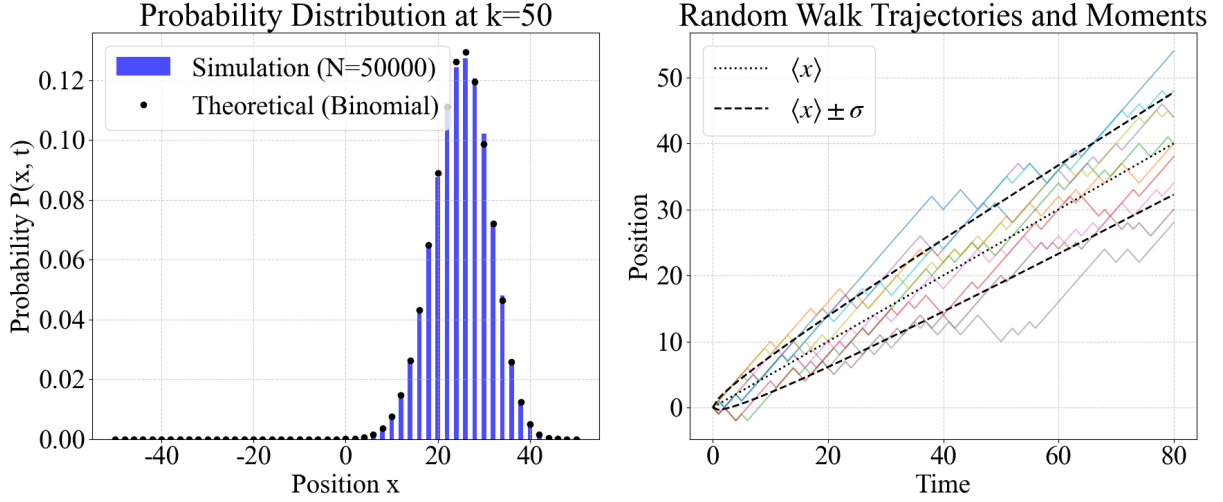 Probability Distribution at k=50
Simulation (N=50000)
Theoretical (Binomial)
Probability P(x, t)
0.12
0.10
0.08
0.06
0.04
0.02
0.00
-40
-20
0
20
40
Position x
Random Walk Trajectories and Moments
⟨x⟩
⟨x⟩ ± σ
Position
50
40
30
20
10
0
0
20
40
60
80
Time